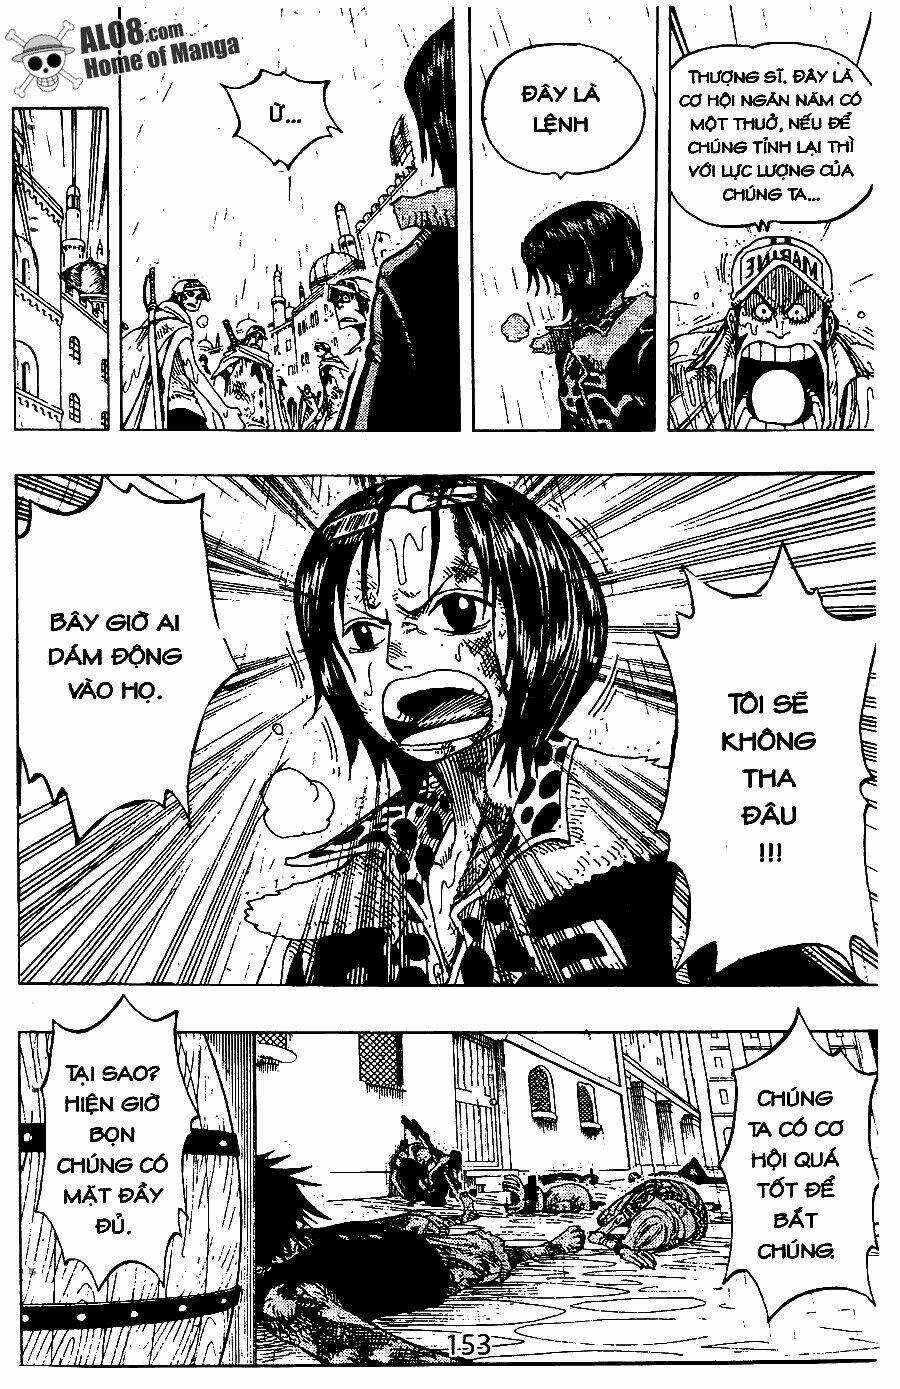 AL08.com
Home of Manga
THƯỢNG SĨ. ĐÂY LÀ
CƠ HỘI NGÀN NĂM CÓ
MỘT THUỞ, NẾU ĐỂ
CHÚNG TỈNH LẠI THÌ
VỚI LỰC LƯỢNG CỦA
CHÚNG TA...
MARINE
ĐÂY LÀ
LỆNH
Ư...
TÔI SẼ
KHÔNG
THA
ĐÂU
!!!
BÂY GIỜ AI
DÁM ĐỘNG
VÀO HỌ.
CHÚNG
TA CÓ CƠ
HỘI QUÁ
TỐT ĐỂ
BẮT
CHÚNG.
TẠI SAO?
HIỆN GIỜ
BỌN
CHÚNG CÓ
MẶT ĐẦY
ĐỦ.
153